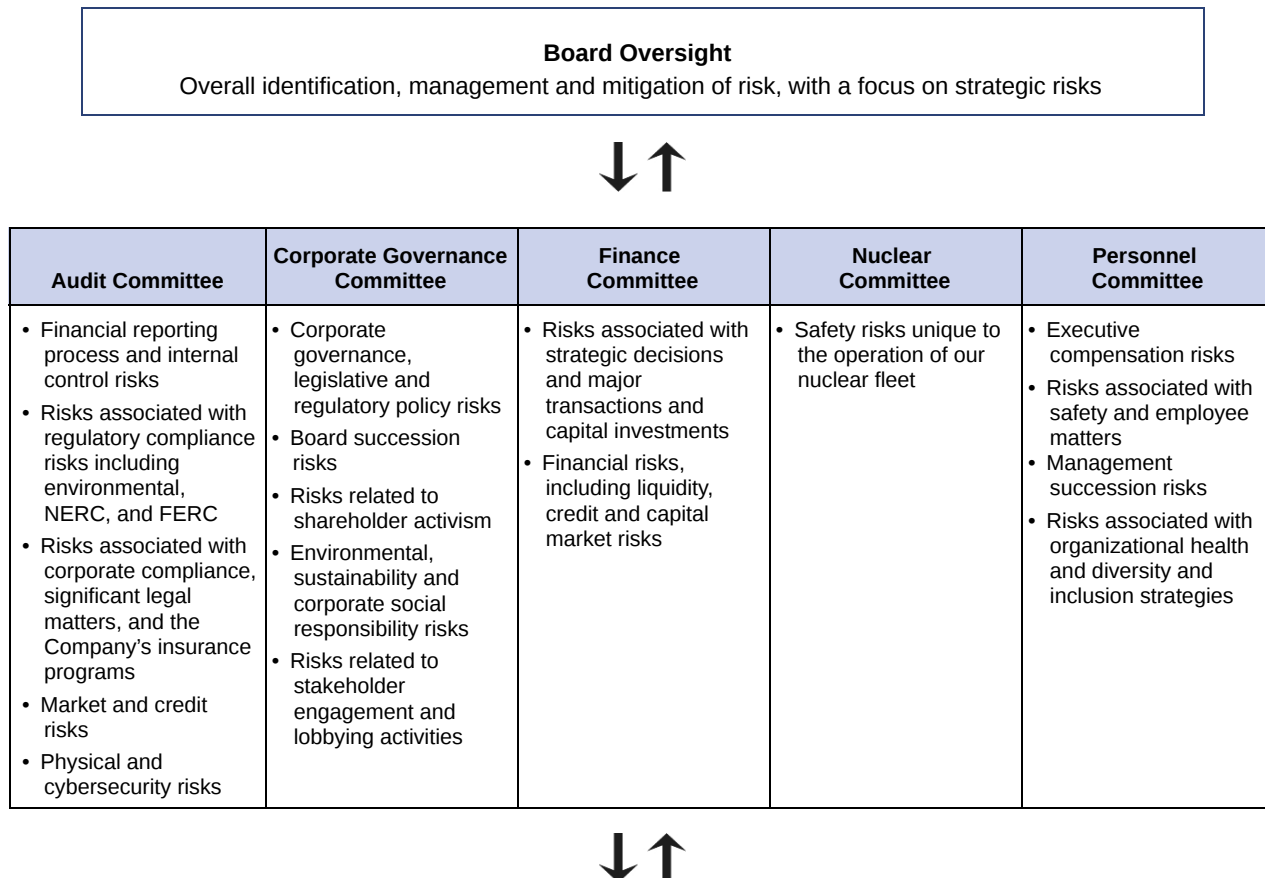 Board Oversight
Overall identification, management and mitigation of risk, with a focus on strategic risks
Audit Committee
• Financial reporting
process and internal
control risks
• Risks associated with
regulatory compliance
risks including
environmental,
NERC, and FERC
• Risks associated with
corporate compliance,
significant legal
matters, and the
Company’s insurance
programs
• Market and credit
risks
• Physical and
cybersecurity risks
Corporate Governance
Committee
• Corporate
governance,
legislative and
regulatory policy risks
• Board succession
risks
• Risks related to
shareholder activism
• Environmental,
sustainability and
corporate social
responsibility risks
• Risks related to
stakeholder
engagement and
lobbying activities
Finance
Committee
• Risks associated with
strategic decisions
and major
transactions and
capital investments
• Financial risks,
including liquidity,
credit and capital
market risks
Nuclear
Committee
• Safety risks unique to
the operation of our
nuclear fleet
Personnel
Committee
• Executive
compensation risks
• Risks associated with
safety and employee
matters
• Management
succession risks
• Risks associated with
organizational health
and diversity and
inclusion strategies